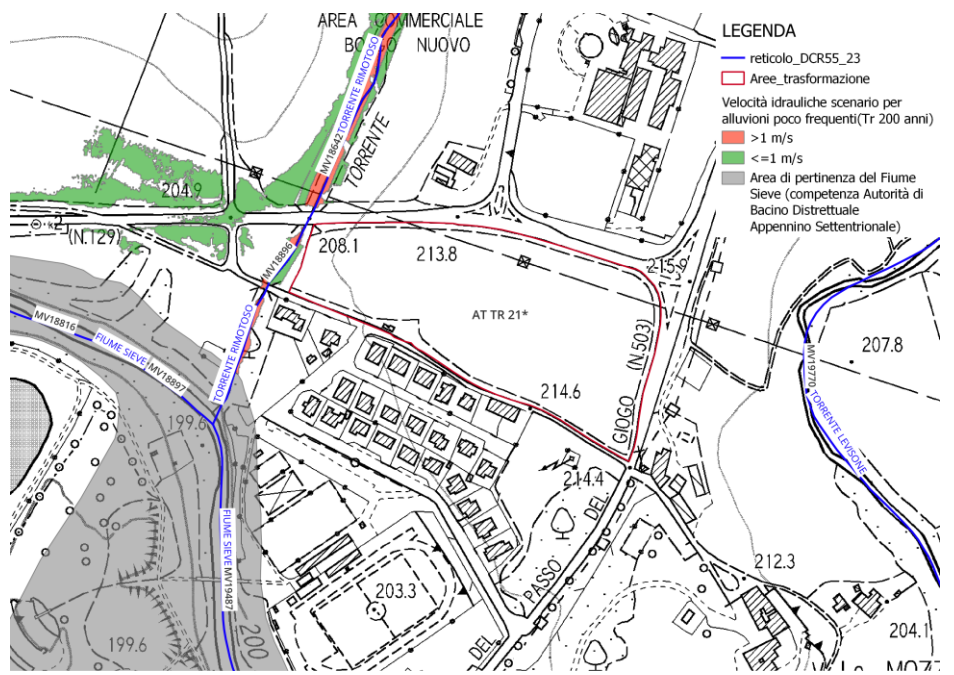 AREA COMMERCIALE
BORGO NUOVO
LEGENDA
reticolo_DCR55_23
Aree_trasformazione
Velocità idrauliche scenario per
alluvioni poco frequenti(Tr 200 anni)
>1 m/s
<=1 m/s
Area di pertinenza del Fiume
Sieve (competenza Autorità di
Bacino Distrettuale
Appennino Settentrionale)
TORRENTE RIMOTOSO
MV18642
TORRENTE
204.9
k2
(N.129)
208.1
213.8
215.9
MV18896
AT TR 21*
(N.503)
207.8
MV18816
FIUME SIEVE
MV18897
TORRENTE RIMOTOSO
MV19770
TORRENTE LEVISONE
214.6
GIOGO
199.6
214.4
DEL
FIUME SIEVE
MV19487
PASSO
212.3
203.3
199.6
200
DEL
204.1